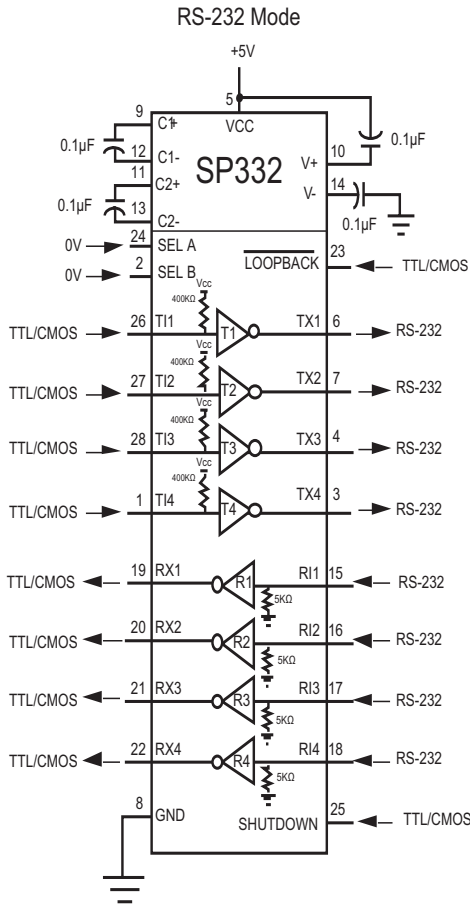 RS-232 Mode
+5V
5
VCC
9 C1+
0.1µF
12 C1-
11 C2+
0.1µF
13 C2-
SP332
V+ 10
0.1µF
V- 14
0.1µF
0V 24 SEL A
0V 2 SEL B
LOOPBACK 23 TTL/CMOS
Vcc
400KΩ
TTL/CMOS 26 TI1 T1 TX1 6 RS-232
Vcc
400KΩ
TTL/CMOS 27 TI2 T2 TX2 7 RS-232
Vcc
400KΩ
TTL/CMOS 28 TI3 T3 TX3 4 RS-232
Vcc
400KΩ
TTL/CMOS 1 TI4 T4 TX4 3 RS-232
TTL/CMOS 19 RX1 R1 RI1 15 RS-232
5KΩ
TTL/CMOS 20 RX2 R2 RI2 16 RS-232
5KΩ
TTL/CMOS 21 RX3 R3 RI3 17 RS-232
5KΩ
TTL/CMOS 22 RX4 R4 RI4 18 RS-232
5KΩ
8 GND
SHUTDOWN 25 TTL/CMOS